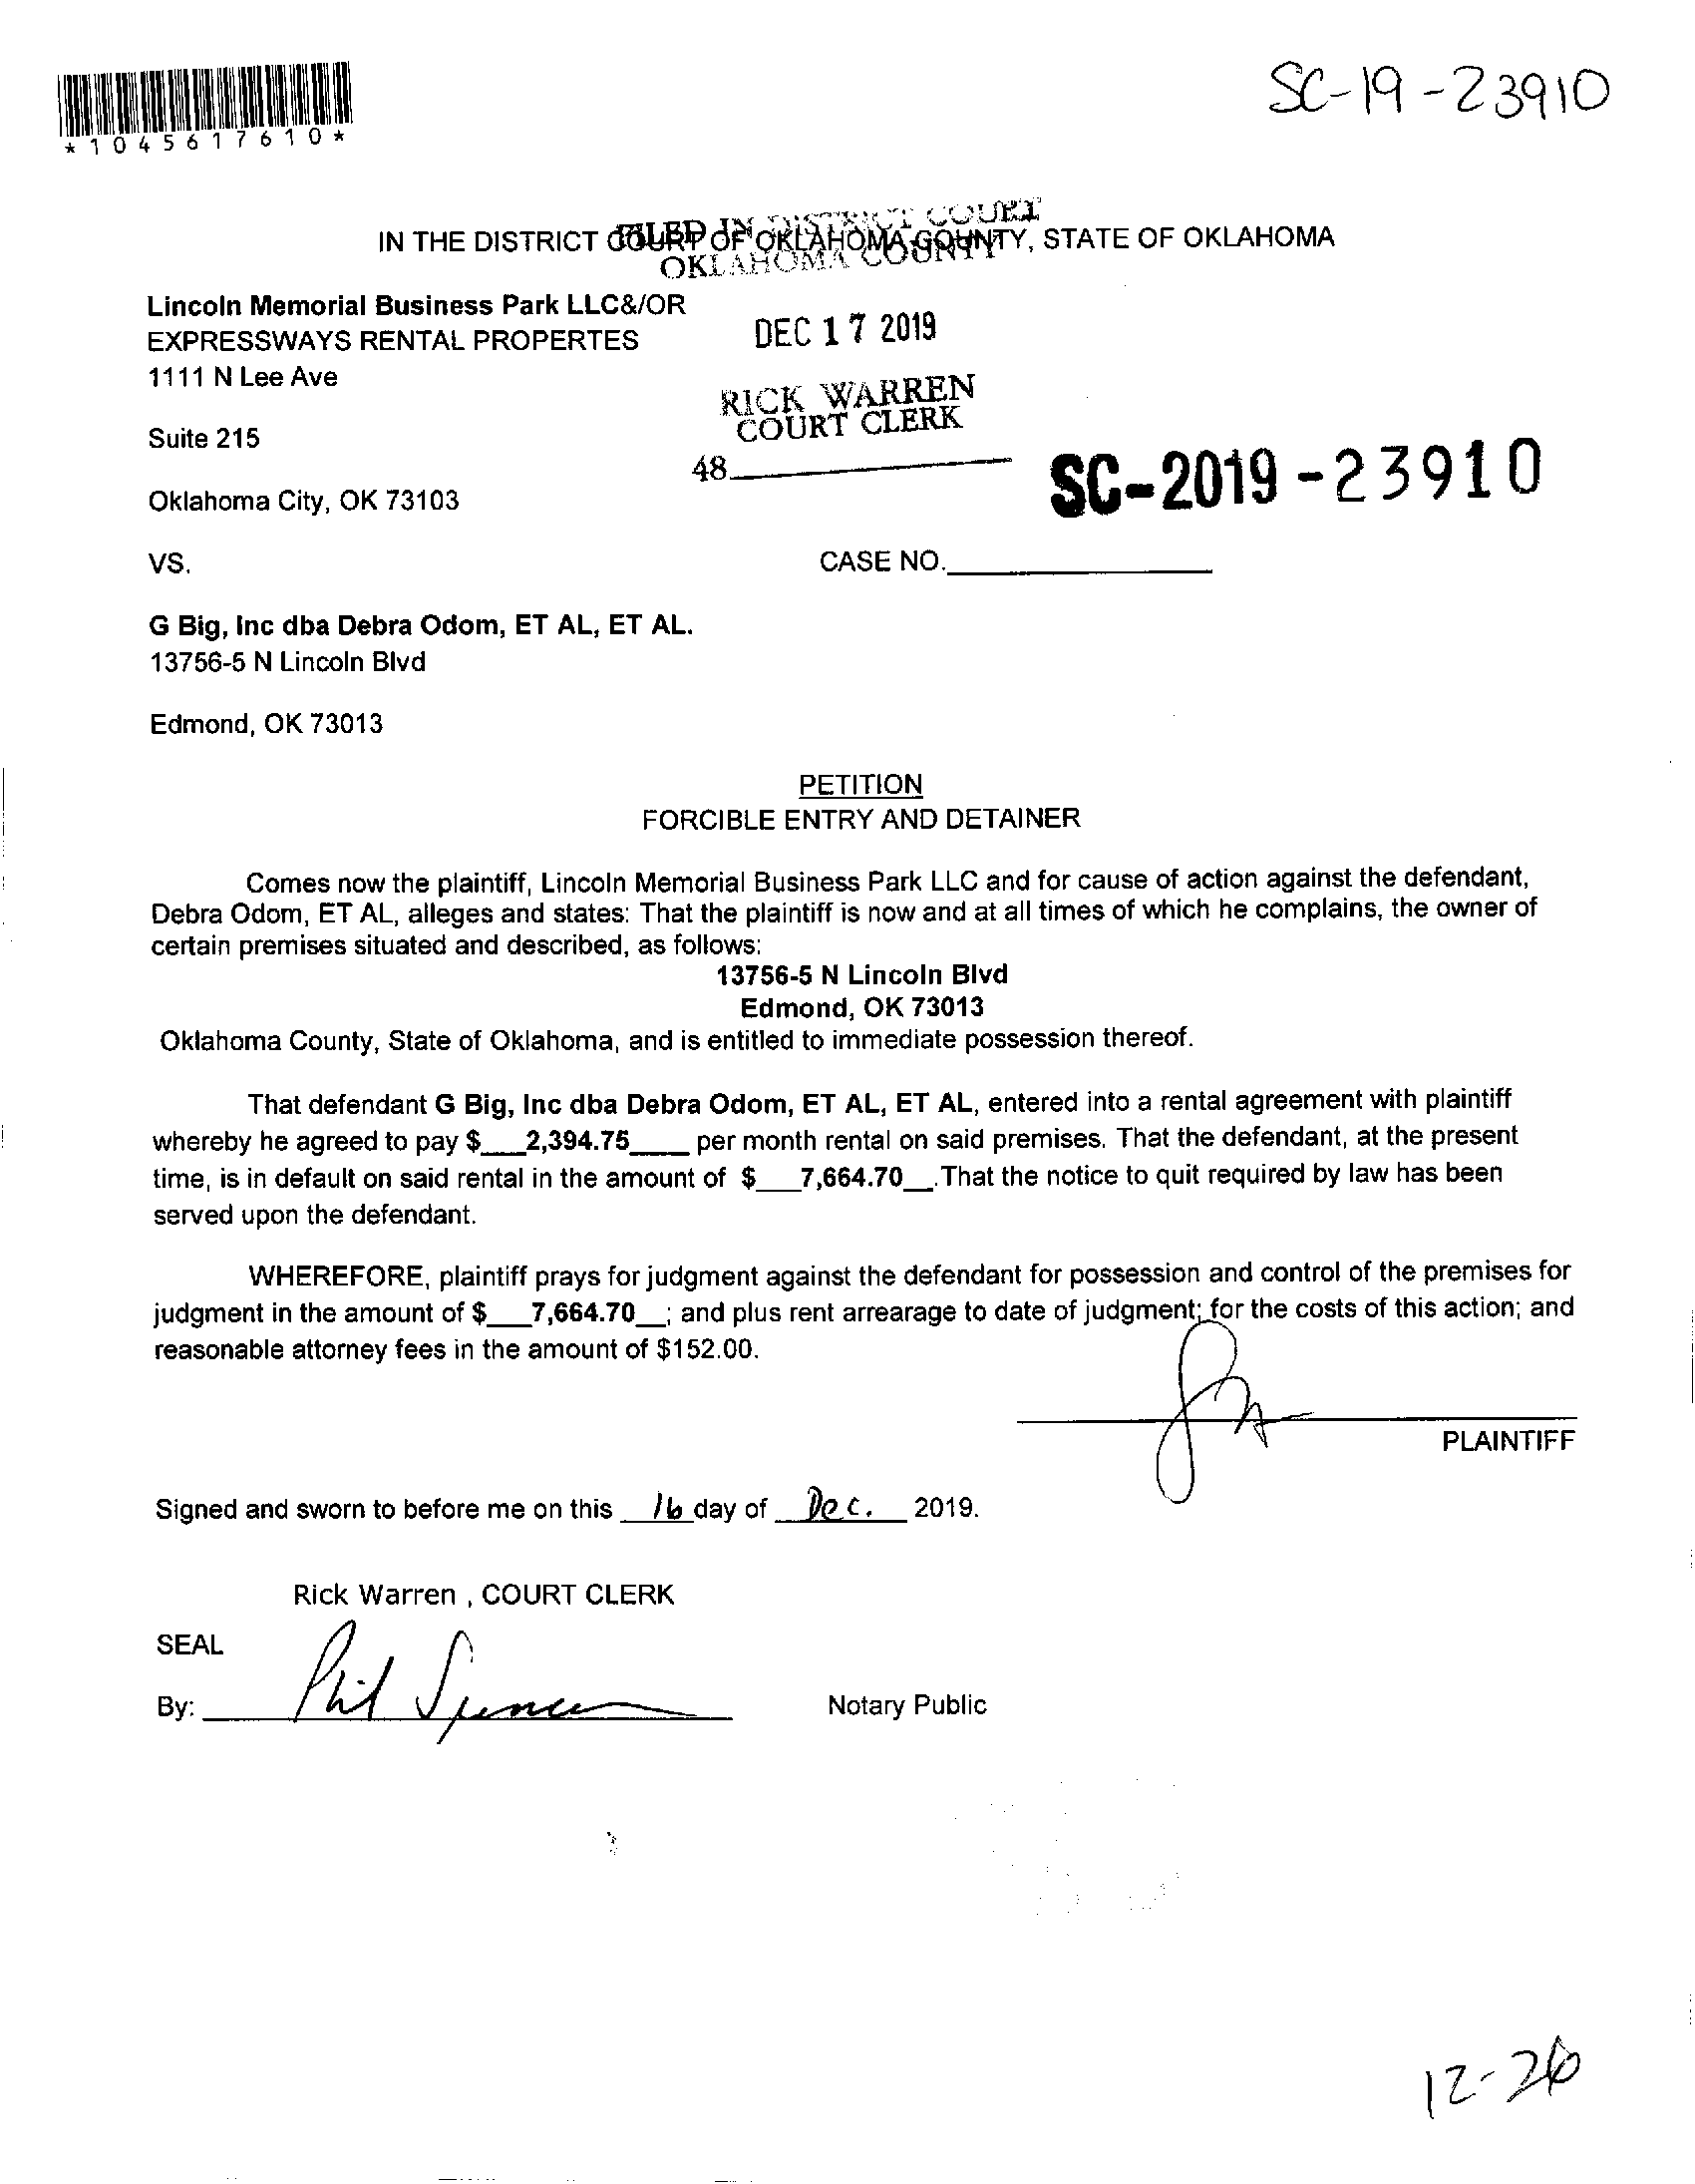 SC-19-23910
*1045617610*
FILED IN DISTRICT COURT
IN THE DISTRICT COURT OF OKLAHOMA COUNTY, STATE OF OKLAHOMA
OKLAHOMA COUNTY
Lincoln Memorial Business Park LLC&/OR
EXPRESSWAYS RENTAL PROPERTES
DEC 17 2019
1111 N Lee Ave
RICK WARREN
COURT CLERK
Suite 215
48
SC-2019-23910
Oklahoma City, OK 73103
VS.
CASE NO.
G Big, Inc dba Debra Odom, ET AL, ET AL.
13756-5 N Lincoln Blvd
Edmond, OK 73013
PETITION
FORCIBLE ENTRY AND DETAINER
Comes now the plaintiff, Lincoln Memorial Business Park LLC and for cause of action against the defendant,
Debra Odom, ET AL, alleges and states: That the plaintiff is now and at all times of which he complains, the owner of
certain premises situated and described, as follows:
13756-5 N Lincoln Blvd
Edmond, OK 73013
Oklahoma County, State of Oklahoma, and is entitled to immediate possession thereof.
That defendant G Big, Inc dba Debra Odom, ET AL, ET AL, entered into a rental agreement with plaintiff
whereby he agreed to pay $___2,394.75____ per month rental on said premises. That the defendant, at the present
time, is in default on said rental in the amount of $___7,664.70__.That the notice to quit required by law has been
served upon the defendant.
WHEREFORE, plaintiff prays for judgment against the defendant for possession and control of the premises for
judgment in the amount of $___7,664.70__; and plus rent arrearage to date of judgment; for the costs of this action; and
reasonable attorney fees in the amount of $152.00.
PLAINTIFF
Signed and sworn to before me on this 16 day of Dec. 2019.
Rick Warren , COURT CLERK
SEAL
By: Phil Spencer
Notary Public
12-26